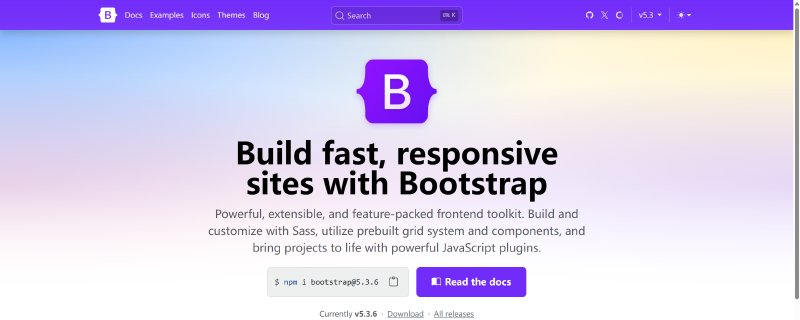 B Docs Examples Icons Themes Blog Search Ctrl K v5.3
B
Build fast, responsive
sites with Bootstrap
Powerful, extensible, and feature-packed frontend toolkit. Build and
customize with Sass, utilize prebuilt grid system and components, and
bring projects to life with powerful JavaScript plugins.
$ npm i bootstrap@5.3.6 Read the docs
Currently v5.3.6 · Download · All releases